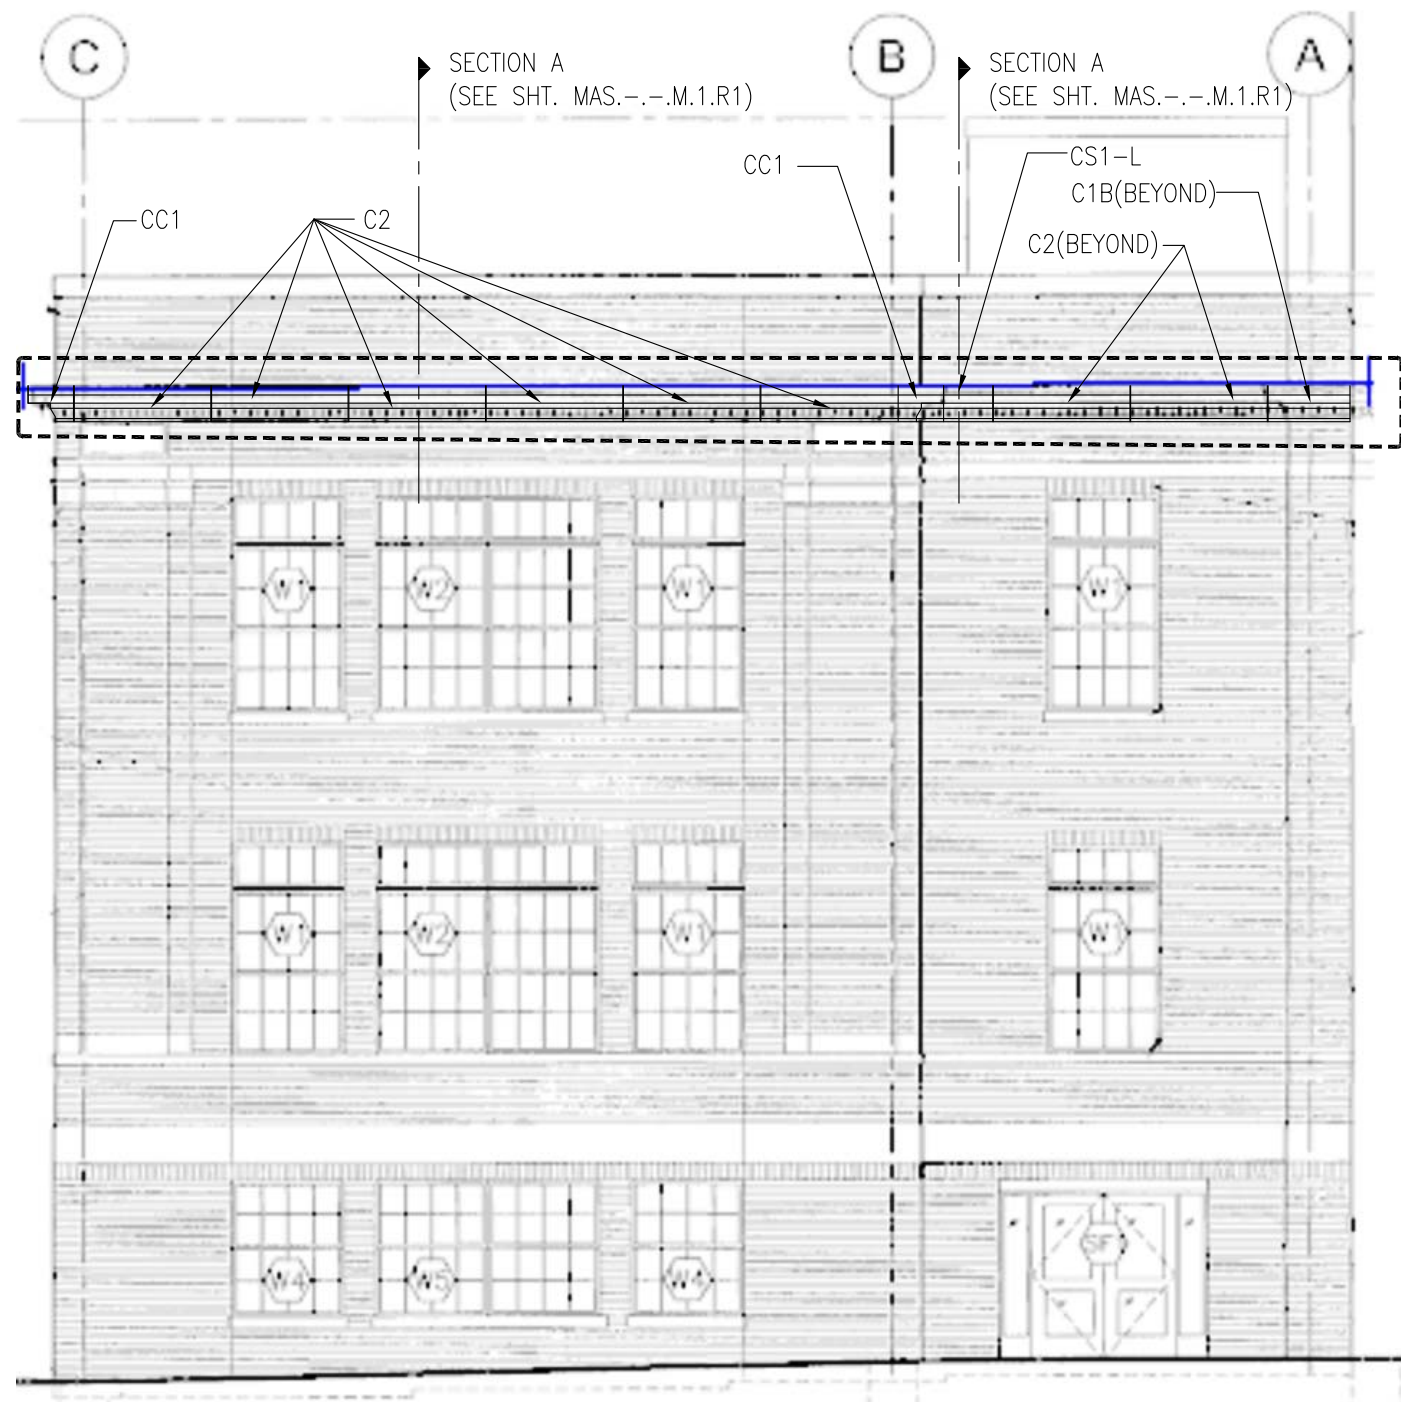 C
B
A
SECTION A
(SEE SHT. MAS.-.-.M.1.R1)
SECTION A
(SEE SHT. MAS.-.-.M.1.R1)
CC1
CS1-L
C1B(BEYOND)
CC1
C2
C2(BEYOND)
W1
W2
W1
W1
W1
W2
W1
W1
W4
W5
W4